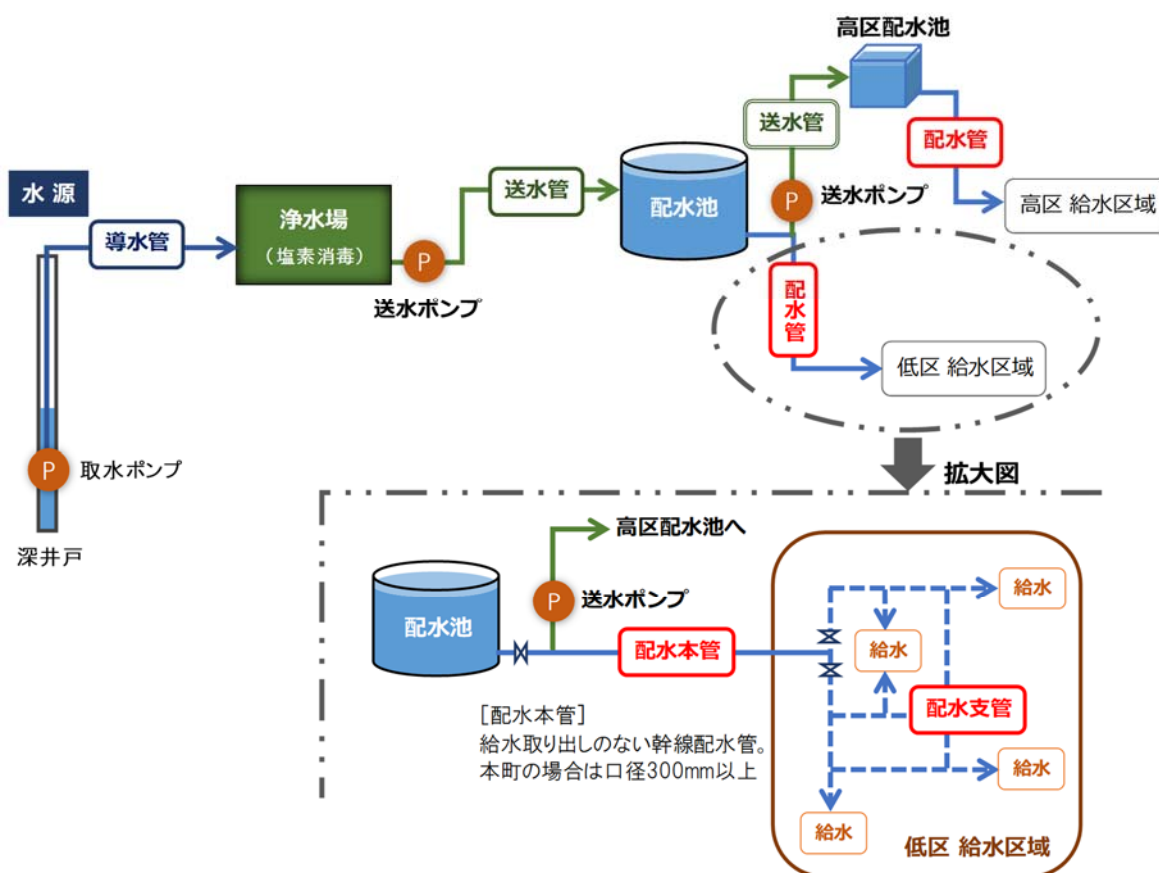 高区配水池
送水管
配水管
水 源
送水管
配水池
P
送水ポンプ
高区 給水区域
導水管
浄水場
（塩素消毒）
P
送水ポンプ
配水管
低区 給水区域
P
取水ポンプ
深井戸
拡大図
高区配水池へ
配水池
P
送水ポンプ
配水本管
給水
給水
配水支管
給水
給水
[配水本管]
給水取り出しのない幹線配水管。
本町の場合は口径300mm以上
低区 給水区域